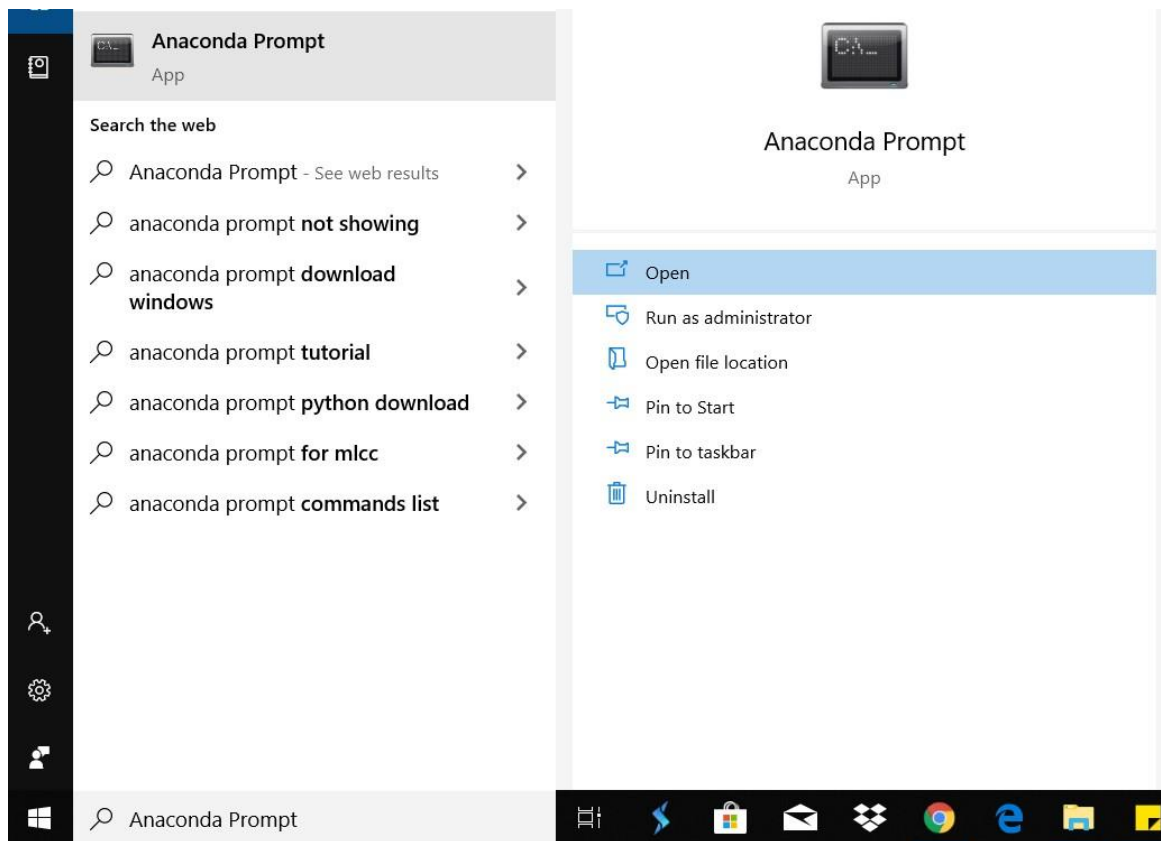 Anaconda Prompt
App
Search the web
Anaconda Prompt - See web results
anaconda prompt not showing
anaconda prompt download
windows
anaconda prompt tutorial
anaconda prompt python download
anaconda prompt for mlcc
anaconda prompt commands list
Anaconda Prompt
C:\_
Anaconda Prompt
App
Open
Run as administrator
Open file location
Pin to Start
Pin to taskbar
Uninstall